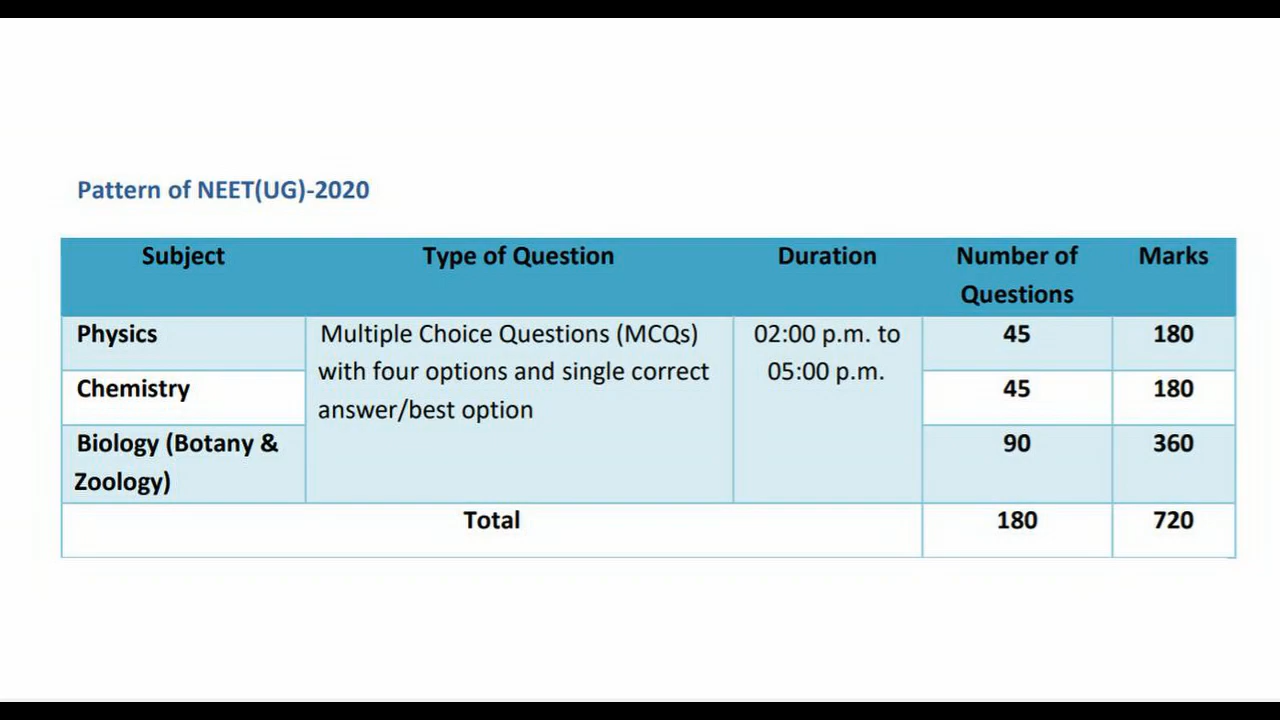 Pattern of NEET(UG)-2020
Subject Type of Question Duration Number of Questions Marks
Physics Multiple Choice Questions (MCQs) with four options and single correct answer/best option 02:00 p.m. to 05:00 p.m. 45 180
Chemistry 45 180
Biology (Botany & Zoology) 90 360
Total 180 720